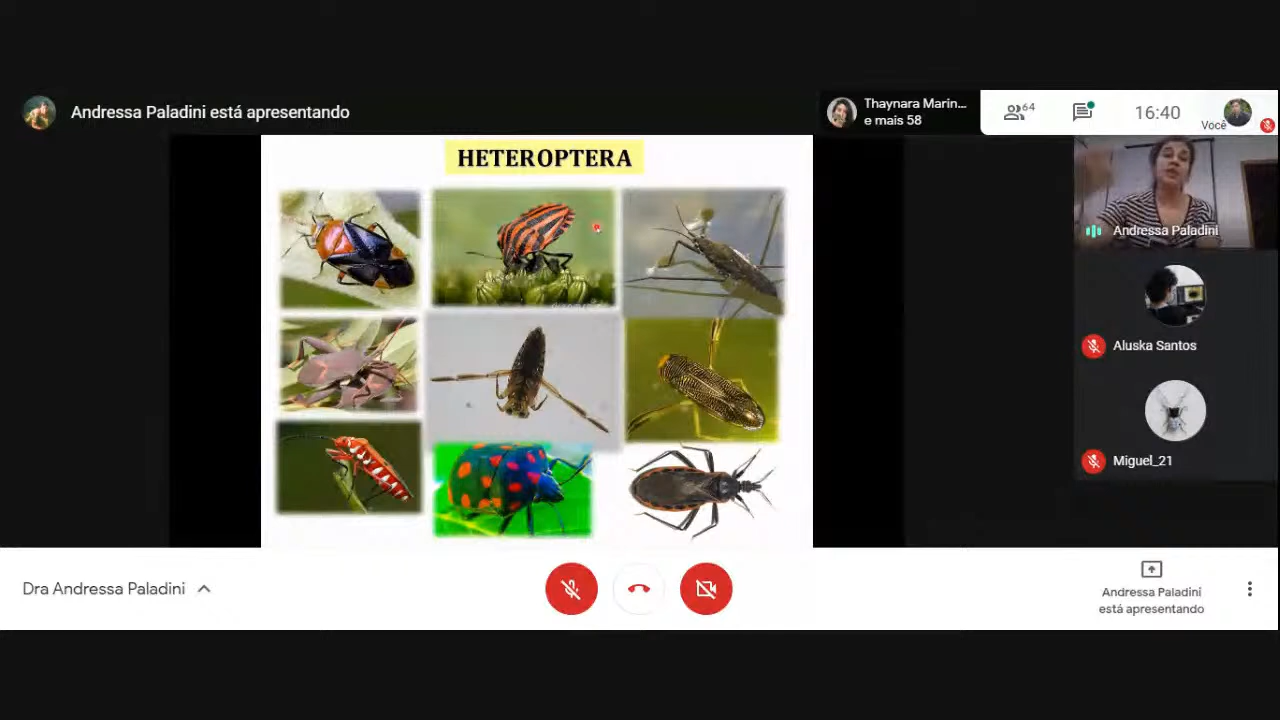 Andressa Paladini está apresentando
Thaynara Marin...
e mais 58
64
16:40
Você
HETEROPTERA
Andressa Paladini
Aluska Santos
Miguel_21
Dra Andressa Paladini
Andressa Paladini
está apresentando